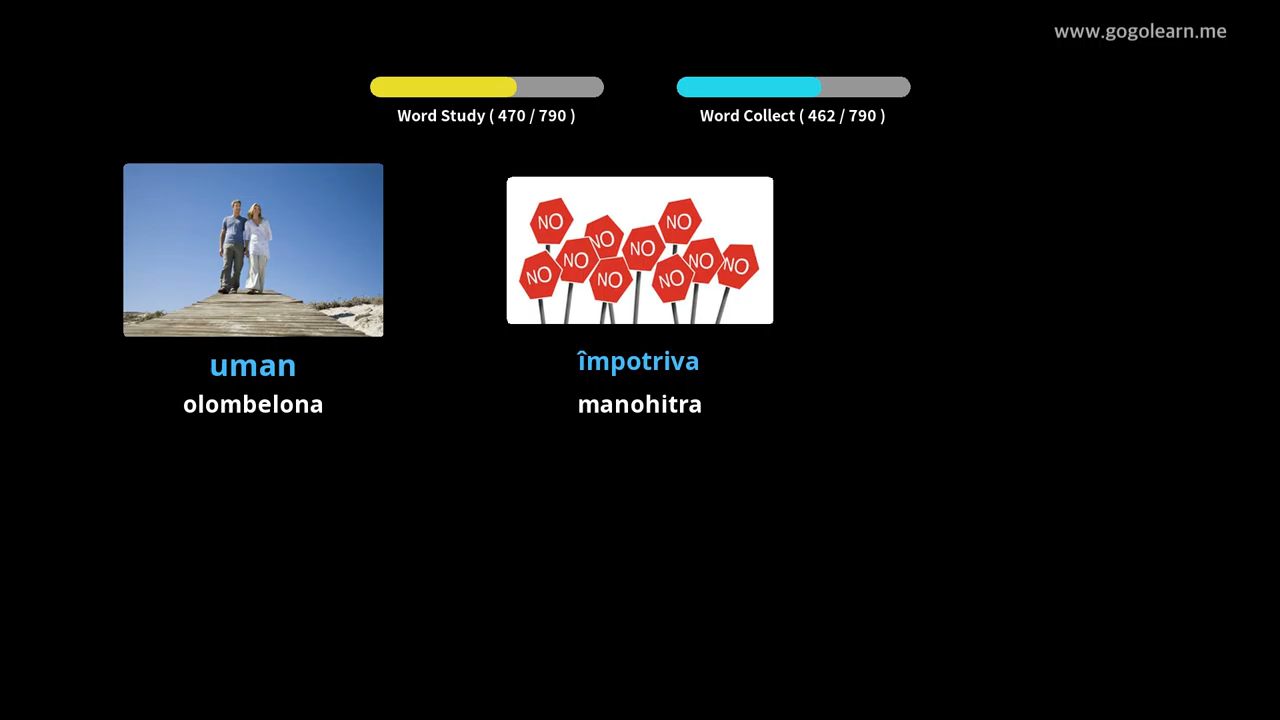 www.gogolearn.me
Word Study ( 470 / 790 )
Word Collect ( 462 / 790 )
NO
NO
NO
NO
NO
NO
NO
NO
NO
NO
uman
olombelona
împotriva
manohitra